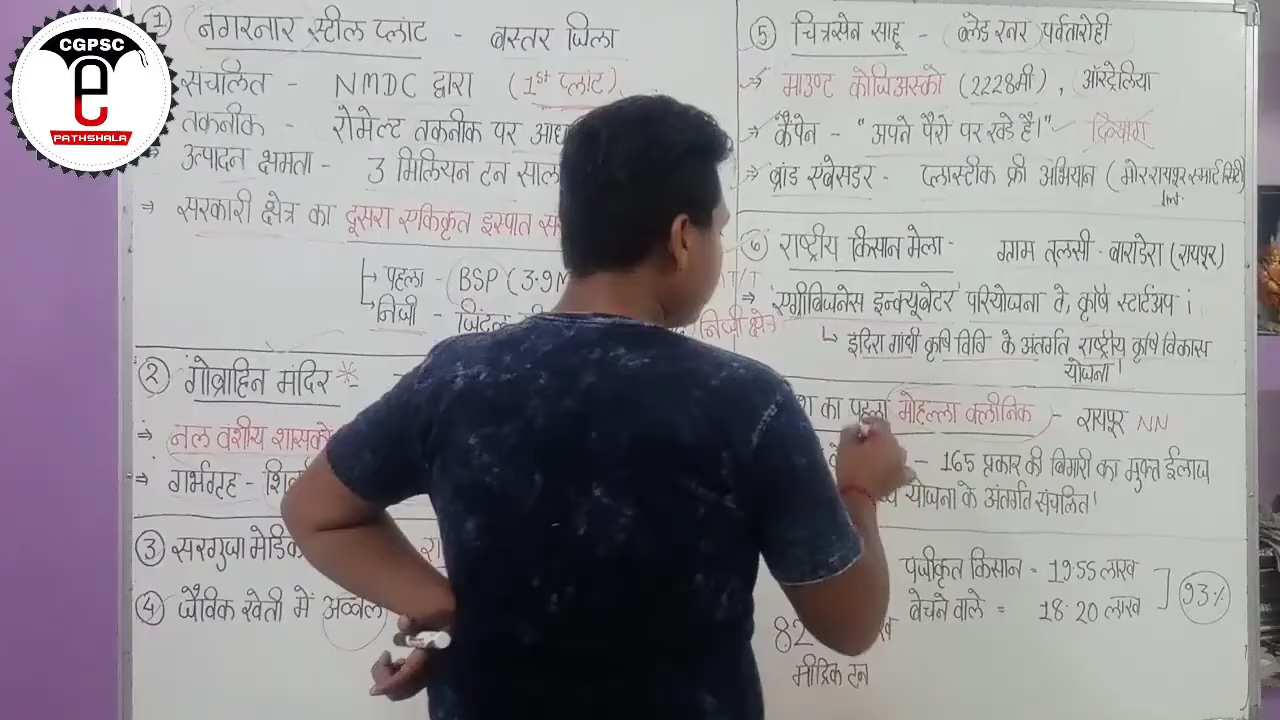 CGPSC
e
PATHSHALA
① नगरनार स्टील प्लांट - बस्तर जिला
संचलित - NMDC द्वारा (1st प्लांट)
तकनीक - रोमेल्ट तकनीक पर
⇒ उत्पादन क्षमता - 3 मिलियन टन
⇒ सरकारी क्षेत्र का दूसरा एकिकृत इस्पात
→ पहला - BSP (3.9
→ निजी - जिंदल
निजी क्षेत्र
② गोबाहिन मंदिर * -
⇒ नल वंशीय शासको
⇒ गर्भगृह -
③ सरगुजा
④ जैविक खेती में अव्वल
⑤ चित्रसेन साहू - ब्लेड रनर पर्वतारोही
→ माउण्ट कोजिअस्को (2228मी), ऑस्ट्रेलिया
→ कैंपेन - "अपने पैरो पर खड़े है।" दिव्यांग
→ ब्रांड एंबेसडर - प्लास्टीक फ्री अभियान (मोर रायपुर स्मार्ट सिटी)
⑥ राष्ट्रीय किसान मेला - ग्राम तुलसी - बाराडेरा (रायपुर)
⇒ 'एग्रीबिजनेस इन्क्यूबेटर' परियोजना ते, कृषि स्टार्टअप।
↳ इंदिरा गांधी कृषि विवि के अंतर्गत राष्ट्रीय कृषि विकास
योजना।
का पहला मोहल्ला क्लीनिक - रायपुर NN
- 165 प्रकार की बिमारी का मुफ्त ईलाज
योजना के अंतर्गत संचलित।
पंजीकृत किसान = 19.55 लाख
बेचने वाले = 18.20 लाख ] 93%
82
मीट्रिक टन